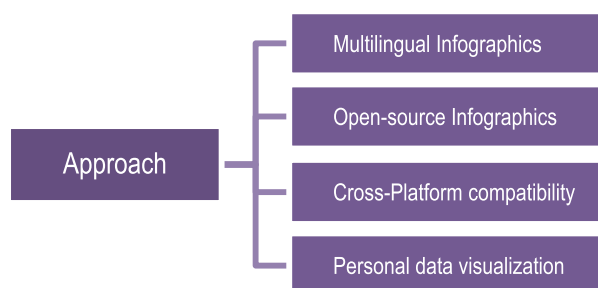 Approach
Multilingual Infographics
Open-source Infographics
Cross-Platform compatibility
Personal data visualization